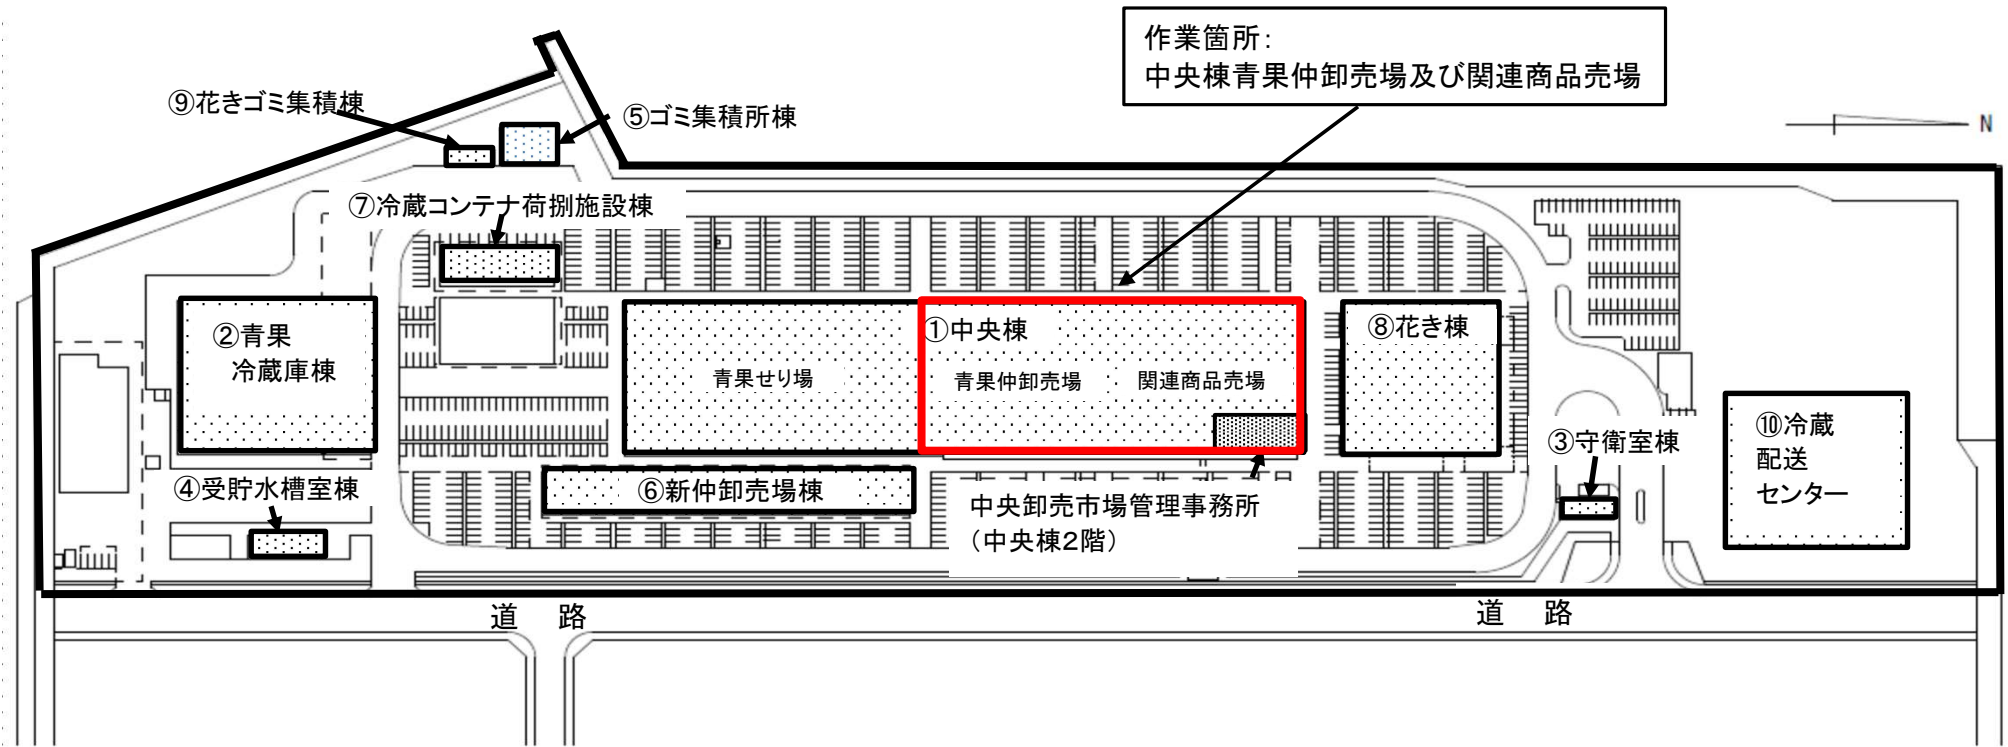 作業箇所:
中央棟青果仲卸売場及び関連商品売場
N
⑨花きゴミ集積棟
⑤ゴミ集積所棟
⑦冷蔵コンテナ荷捌施設棟
②青果
冷蔵庫棟
①中央棟
青果せり場
青果仲卸売場
関連商品売場
⑧花き棟
⑩冷蔵
配送
センター
③守衛室棟
④受貯水槽室棟
⑥新仲卸売場棟
中央卸売市場管理事務所
(中央棟2階)
道 路
道 路